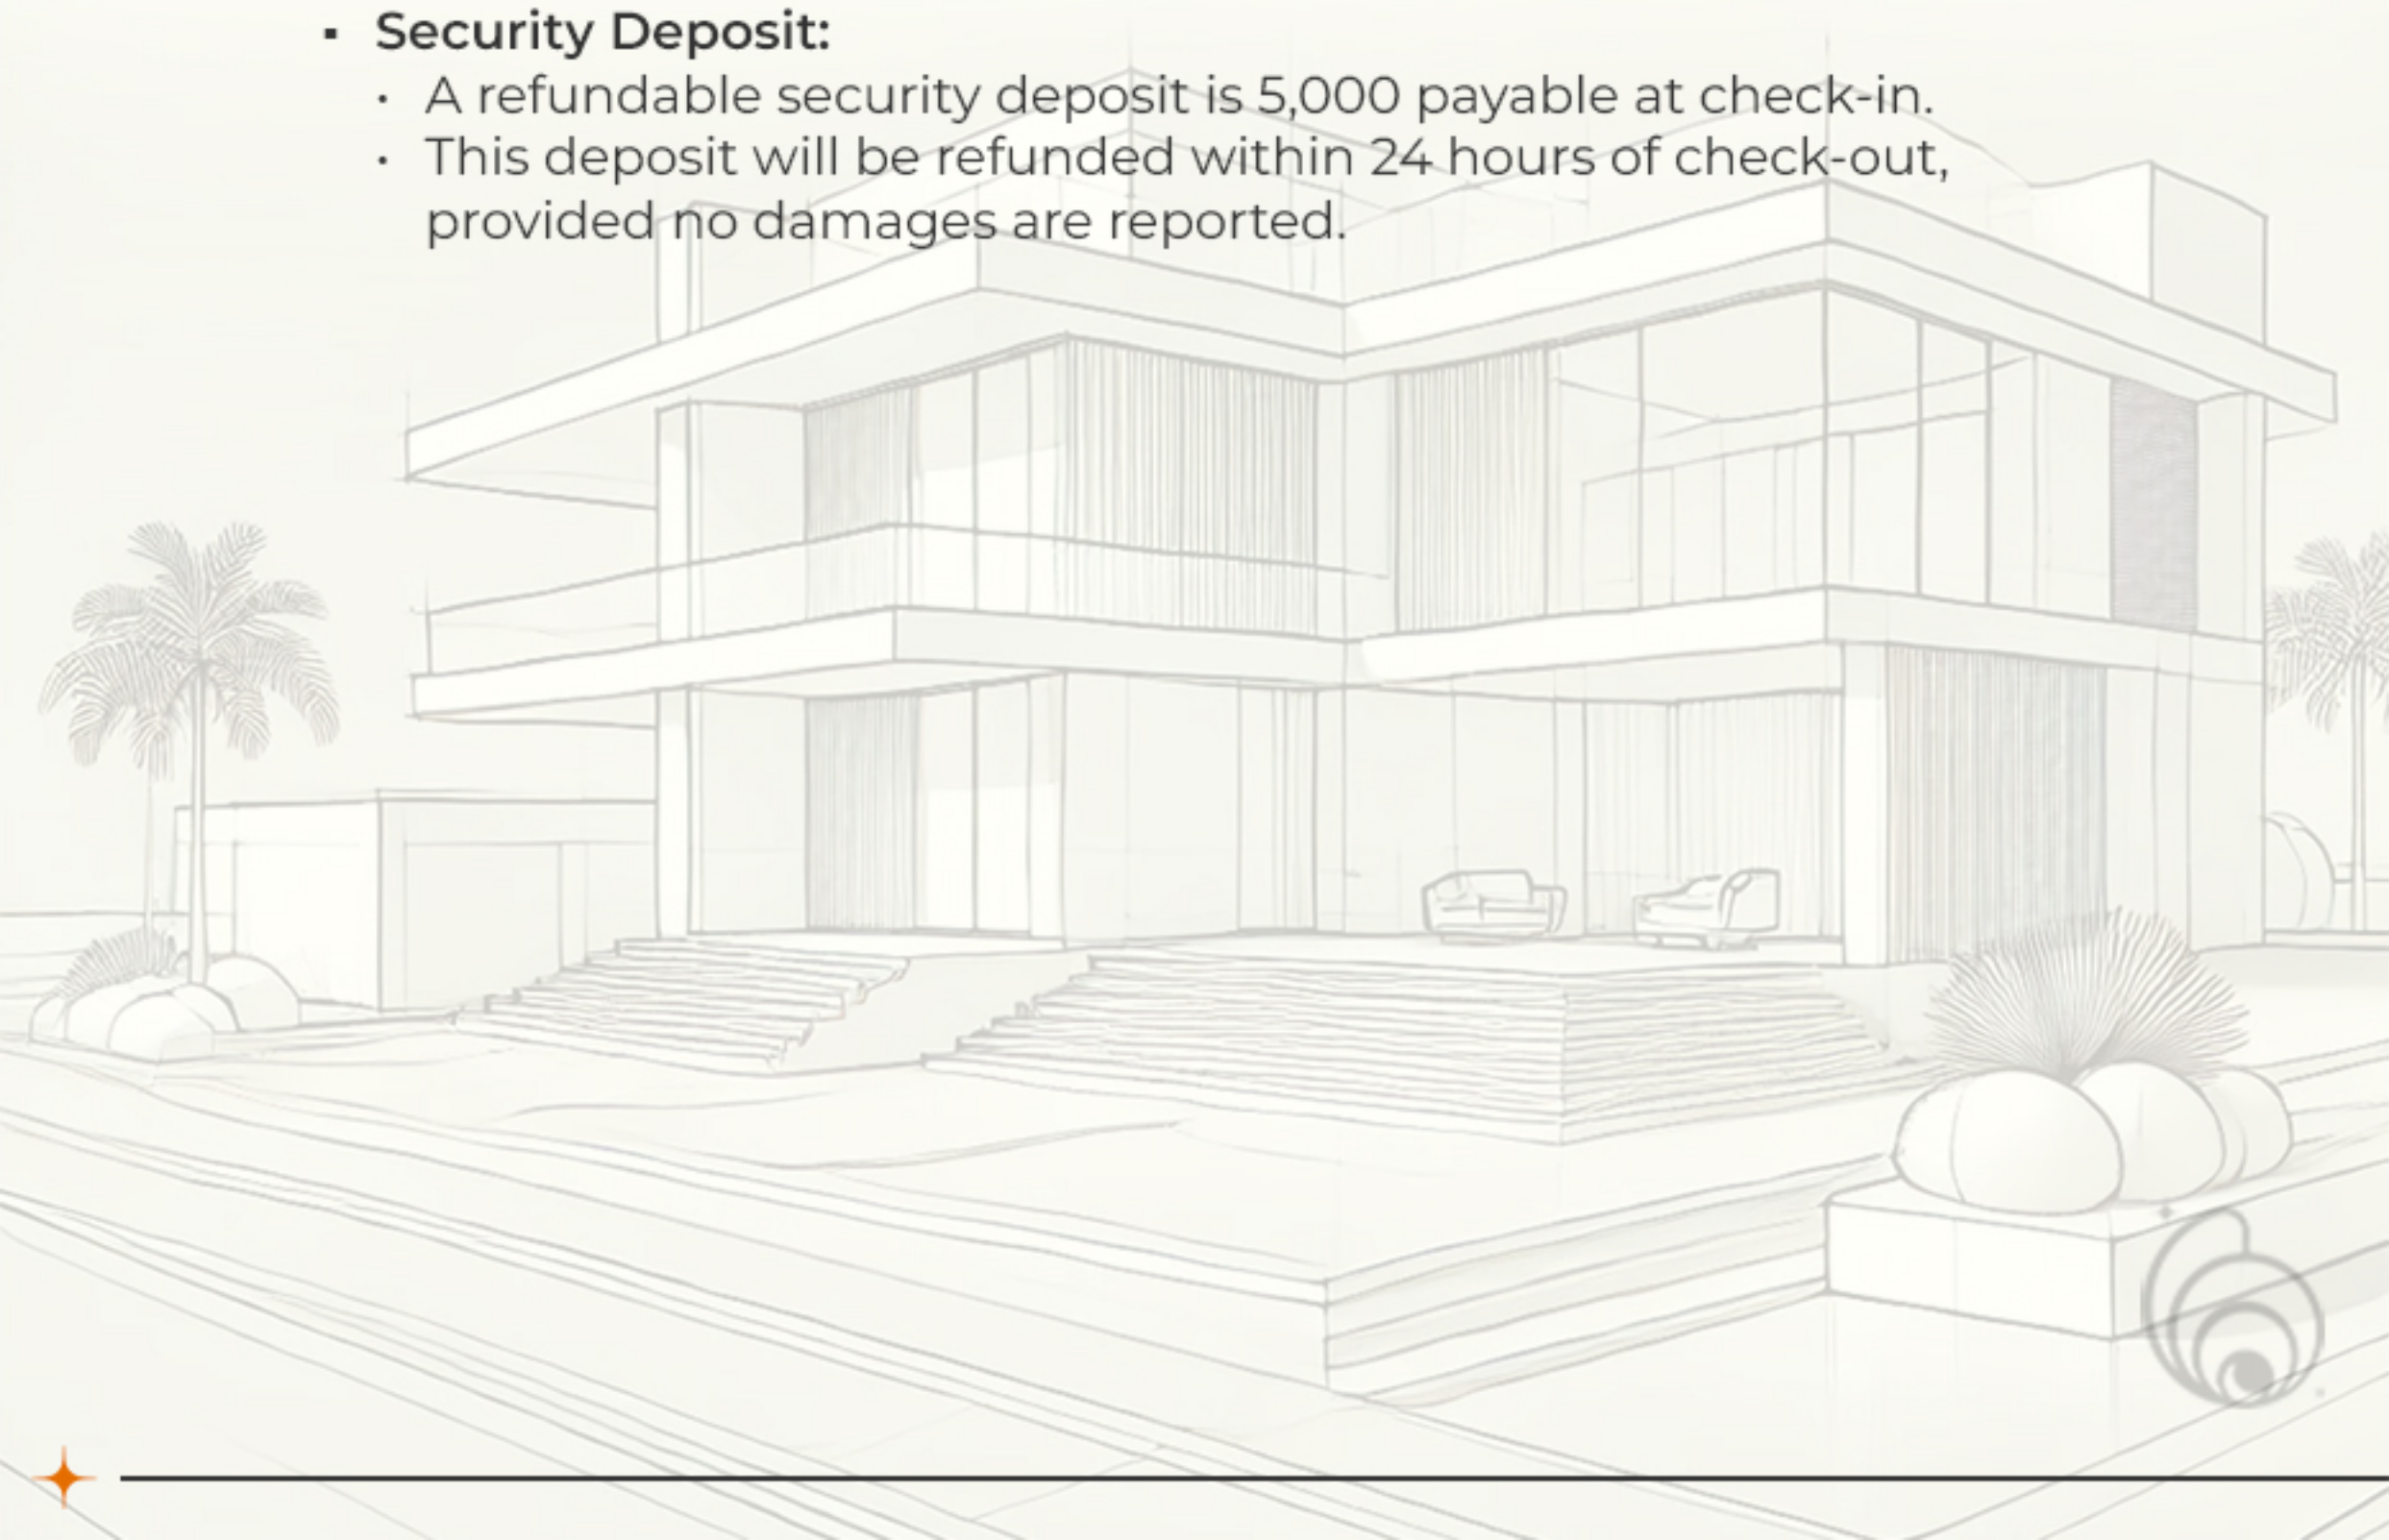 ▪ Security Deposit:
• A refundable security deposit is 5,000 payable at check-in.
• This deposit will be refunded within 24 hours of check-out,
provided no damages are reported.